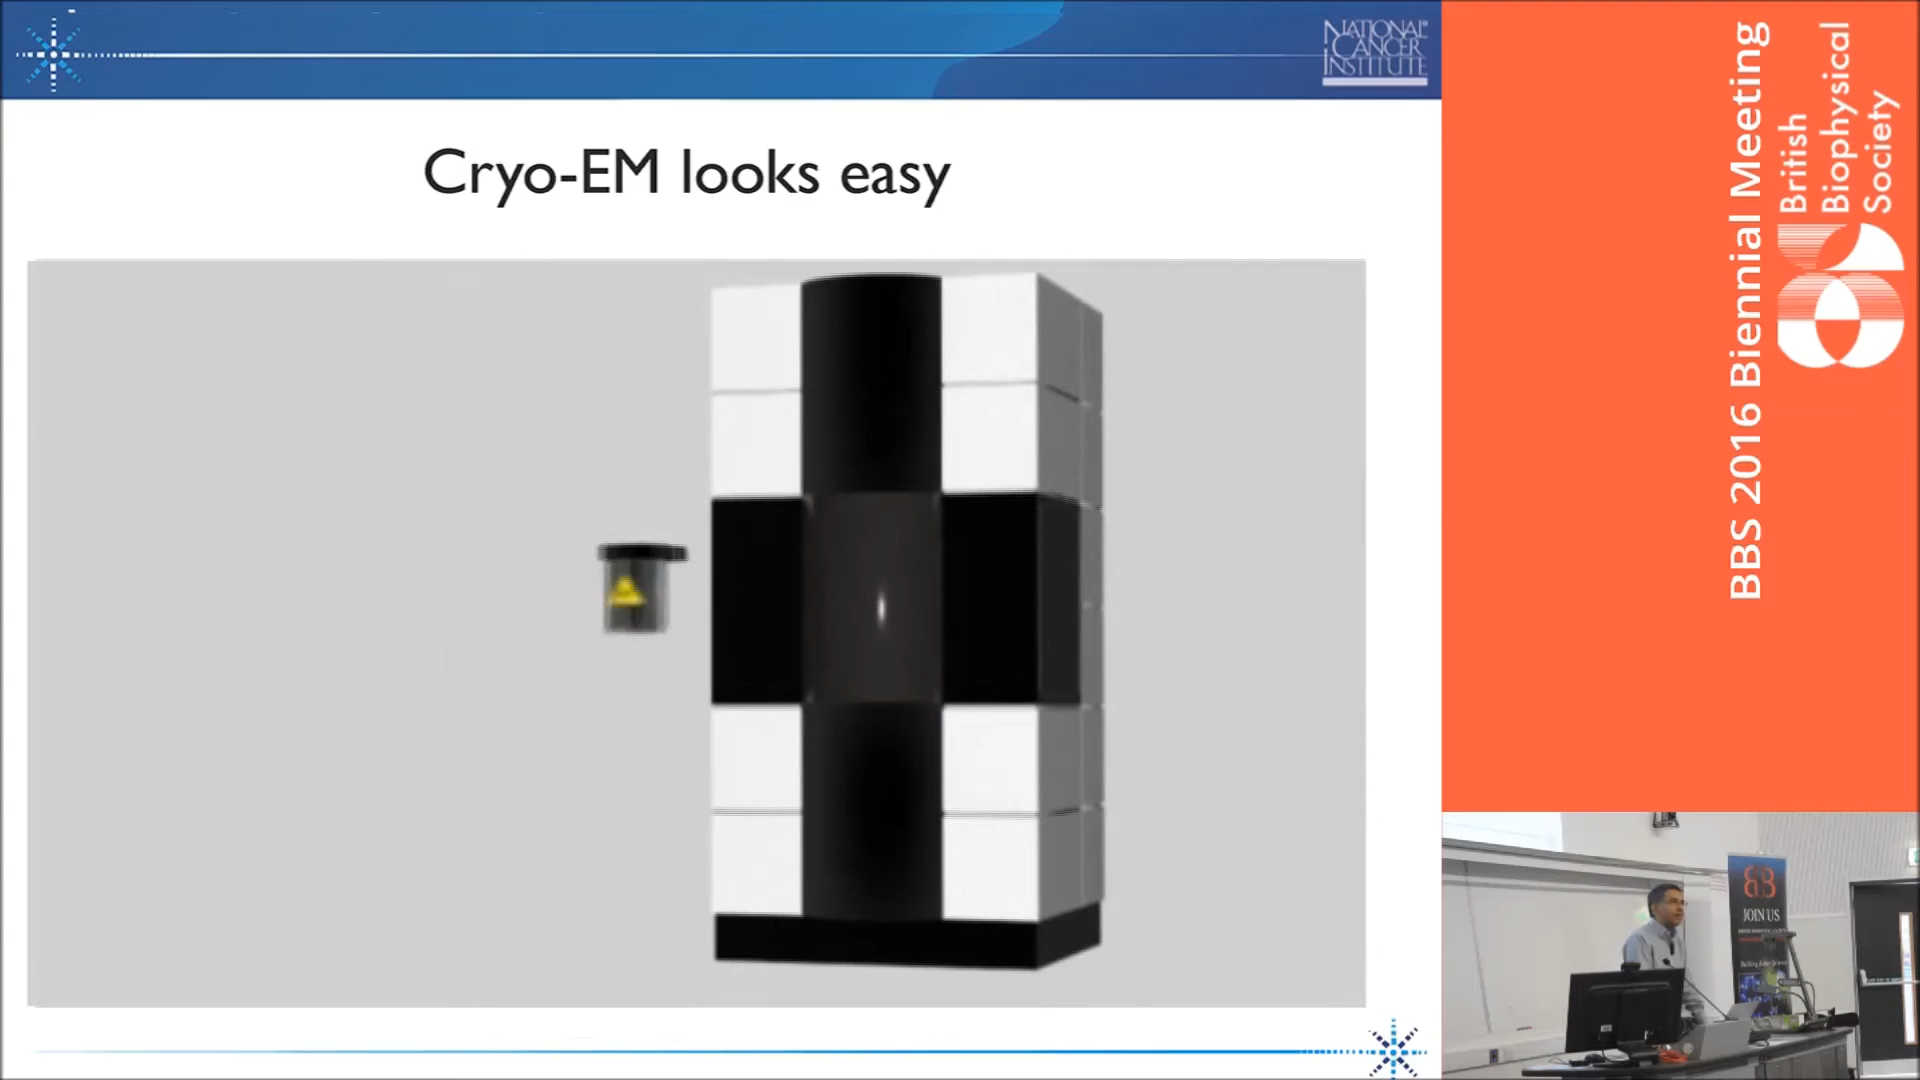 NATIONAL
CANCER
INSTITUTE
Cryo-EM looks easy
BBS 2016 Biennial Meeting
British
Biophysical
Society
JOIN US